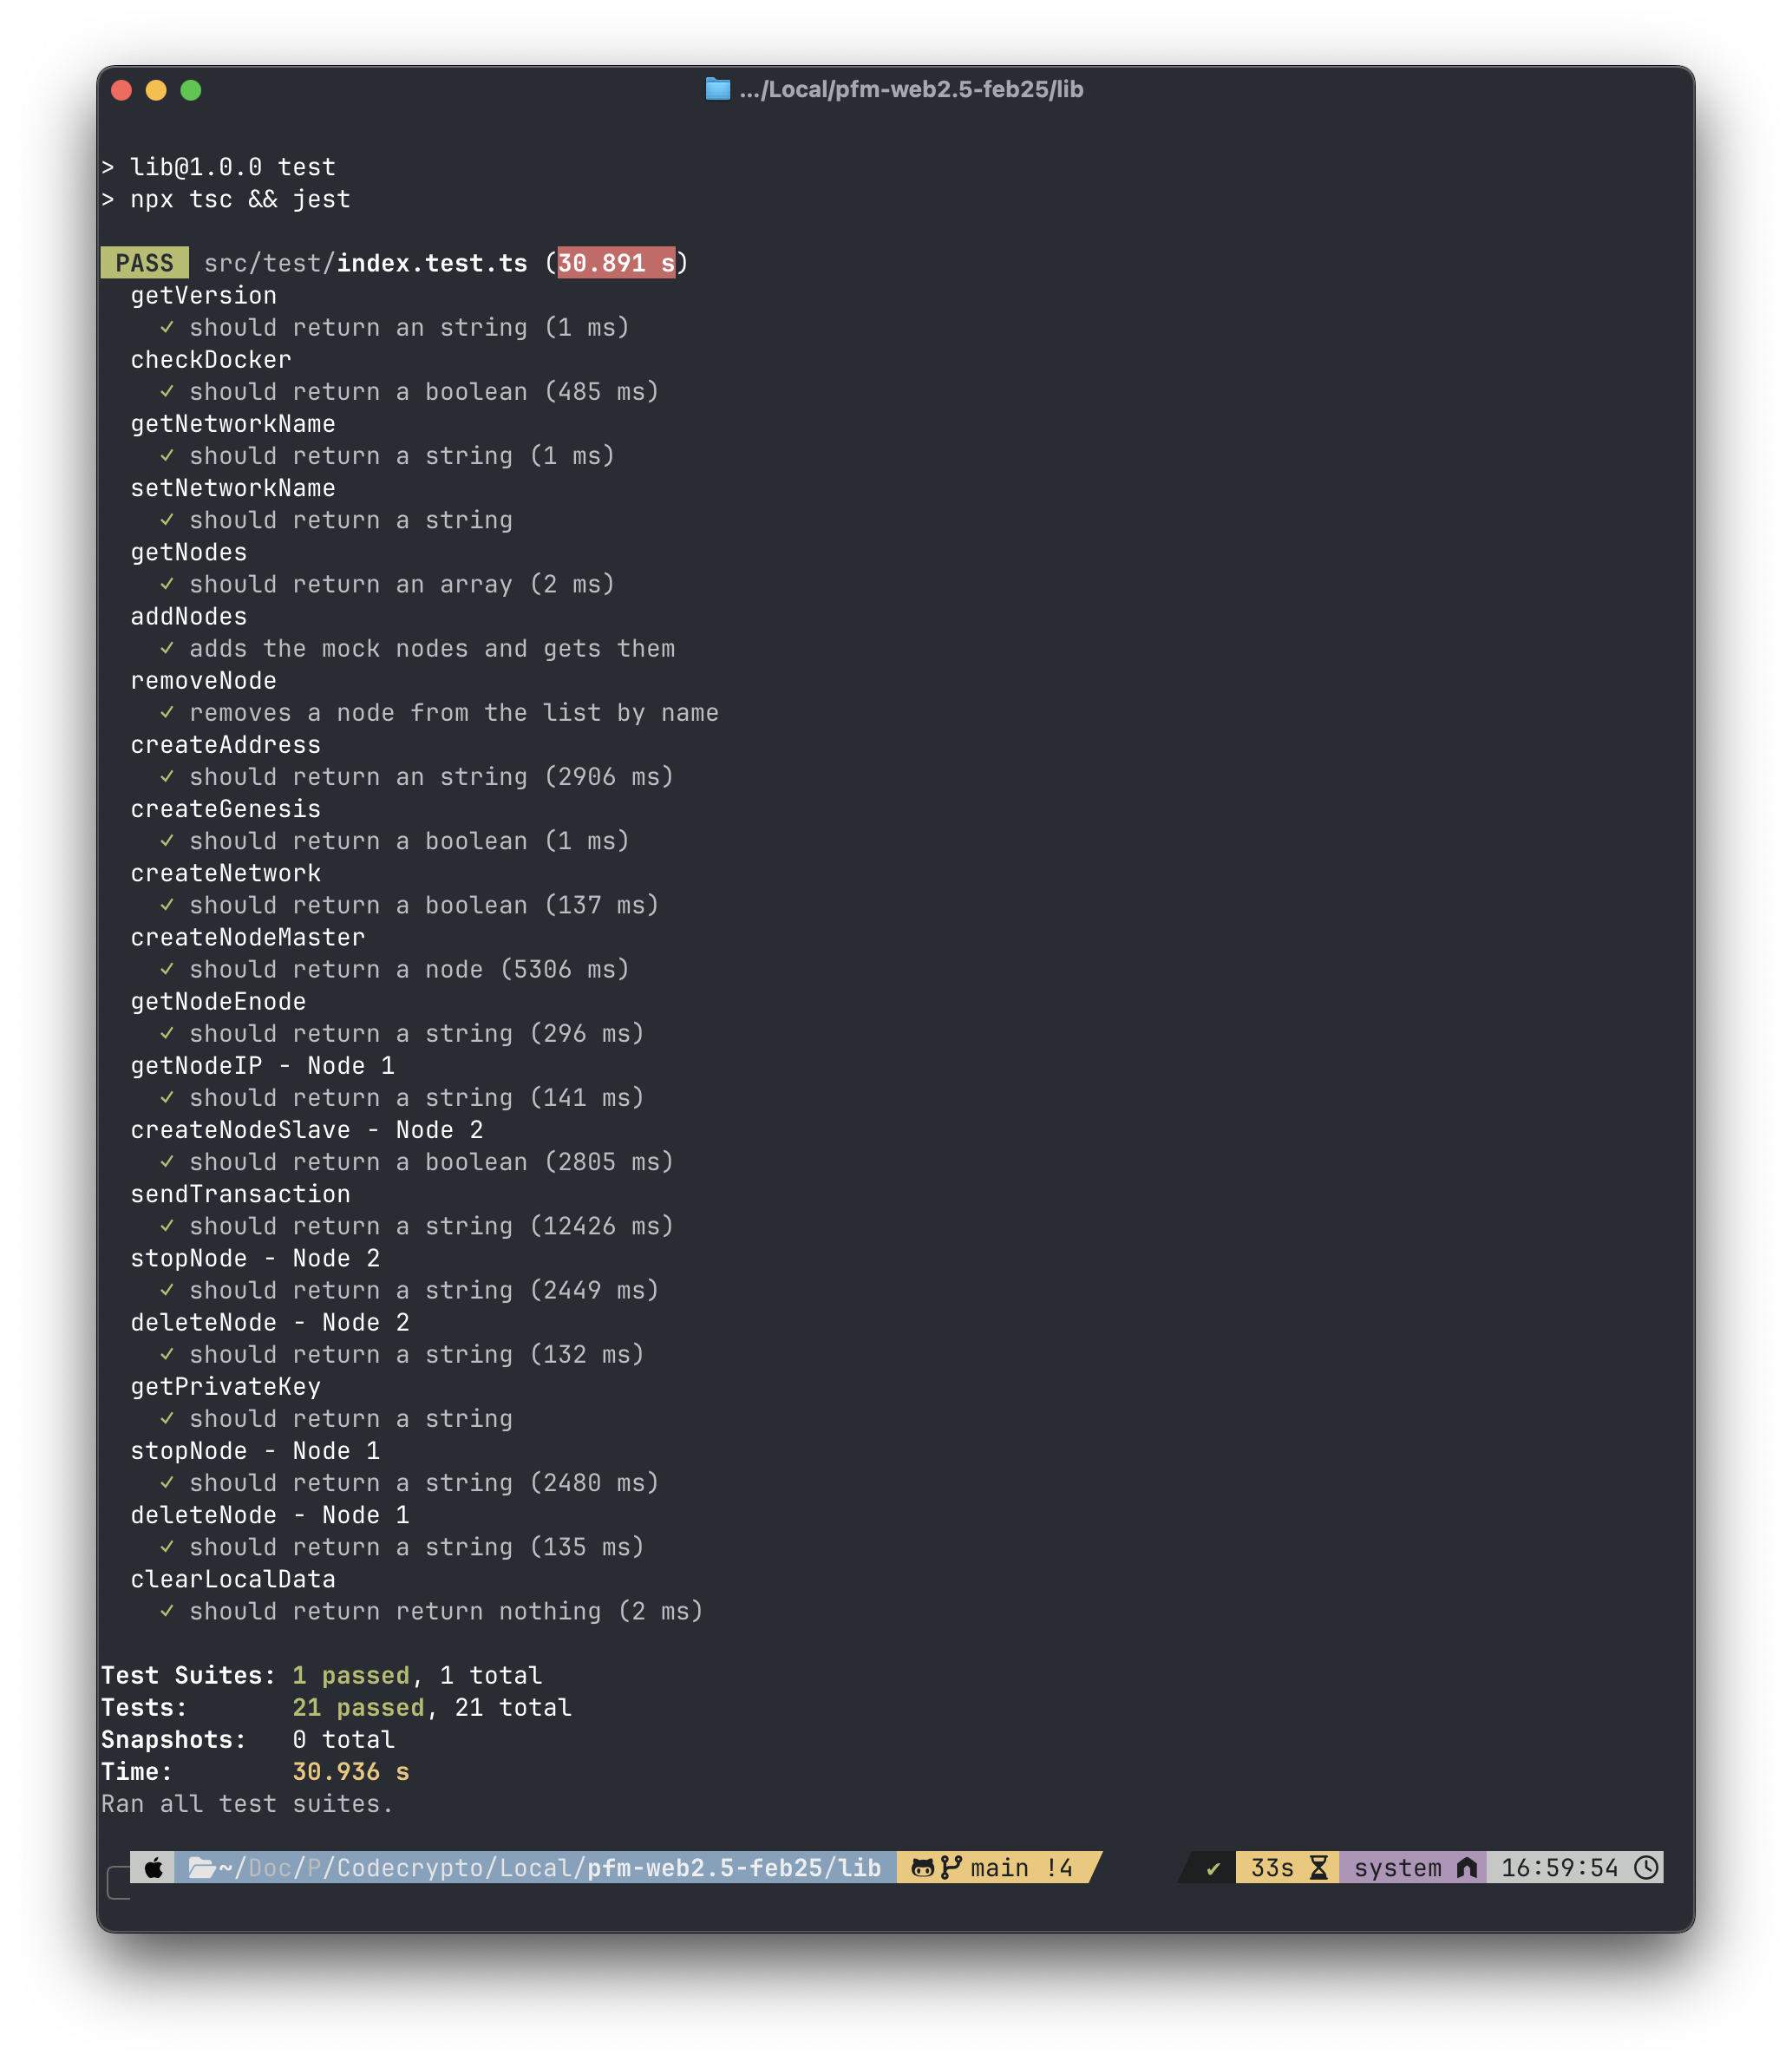 .../Local/pfm-web2.5-feb25/lib
> lib@1.0.0 test
> npx tsc && jest
PASS src/test/index.test.ts (30.891 s)
getVersion
✓ should return an string (1 ms)
checkDocker
✓ should return a boolean (485 ms)
getNetworkName
✓ should return a string (1 ms)
setNetworkName
✓ should return a string
getNodes
✓ should return an array (2 ms)
addNodes
✓ adds the mock nodes and gets them
removeNode
✓ removes a node from the list by name
createAddress
✓ should return an string (2906 ms)
createGenesis
✓ should return a boolean (1 ms)
createNetwork
✓ should return a boolean (137 ms)
createNodeMaster
✓ should return a node (5306 ms)
getNodeEnode
✓ should return a string (296 ms)
getNodeIP - Node 1
✓ should return a string (141 ms)
createNodeSlave - Node 2
✓ should return a boolean (2805 ms)
sendTransaction
✓ should return a string (12426 ms)
stopNode - Node 2
✓ should return a string (2449 ms)
deleteNode - Node 2
✓ should return a string (132 ms)
getPrivateKey
✓ should return a string
stopNode - Node 1
✓ should return a string (2480 ms)
deleteNode - Node 1
✓ should return a string (135 ms)
clearLocalData
✓ should return return nothing (2 ms)
Test Suites: 1 passed, 1 total
Tests: 21 passed, 21 total
Snapshots: 0 total
Time: 30.936 s
Ran all test suites.
~/Doc/P/Codecrypto/Local/pfm-web2.5-feb25/lib main !4 ✔ 33s system 16:59:54